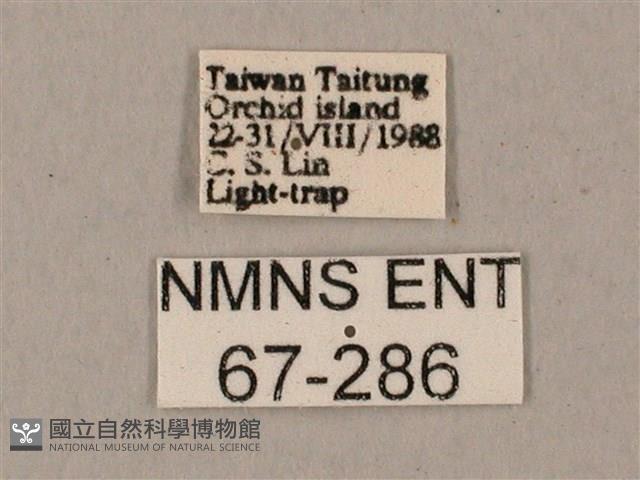 Taiwan Taitung
Orchid island
22-31/VIII/1988
C. S. Lin
Light-trap
NMNS ENT
67-286
國立自然科學博物館
NATIONAL MUSEUM OF NATURAL SCIENCE